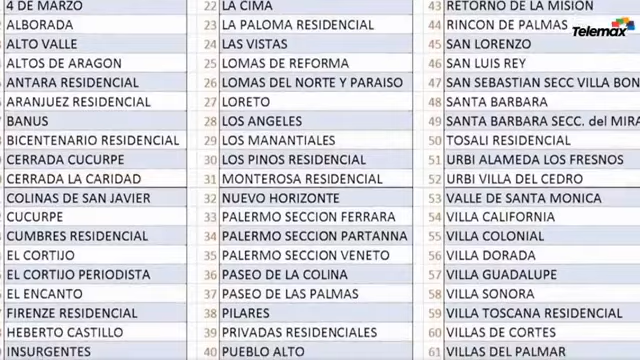 Telemax
4 DE MARZO
ALBORADA
ALTO VALLE
ALTOS DE ARAGON
ANTARA RESIDENCIAL
ARANJUEZ RESIDENCIAL
BANUS
BICENTENARIO RESIDENCIAL
CERRADA CUCURPE
CERRADA LA CARIDAD
COLINAS DE SAN JAVIER
CUCURPE
CUMBRES RESIDENCIAL
EL CORTIJO
EL CORTIJO PERIODISTA
EL ENCANTO
FIRENZE RESIDENCIAL
HEBERTO CASTILLO
INSURGENTES
22 LA CIMA
23 LA PALOMA RESIDENCIAL
24 LAS VISTAS
25 LOMAS DE REFORMA
26 LOMAS DEL NORTE Y PARAISO
27 LORETO
28 LOS ANGELES
29 LOS MANANTIALES
30 LOS PINOS RESIDENCIAL
31 MONTEROSA RESIDENCIAL
32 NUEVO HORIZONTE
33 PALERMO SECCION FERRARA
34 PALERMO SECCION PARTANNA
35 PALERMO SECCION VENETO
36 PASEO DE LA COLINA
37 PASEO DE LAS PALMAS
38 PILARES
39 PRIVADAS RESIDENCIALES
40 PUEBLO ALTO
43 RETORNO DE LA MISION
44 RINCON DE PALMAS
45 SAN LORENZO
46 SAN LUIS REY
47 SAN SEBASTIAN SECC VILLA BON
48 SANTA BARBARA
49 SANTA BARBARA SECC. del MIRA
50 TOSALI RESIDENCIAL
51 URBI ALAMEDA LOS FRESNOS
52 URBI VILLA DEL CEDRO
53 VALLE DE SANTA MONICA
54 VILLA CALIFORNIA
55 VILLA COLONIAL
56 VILLA DORADA
57 VILLA GUADALUPE
58 VILLA SONORA
59 VILLA TOSCANA RESIDENCIAL
60 VILLAS DE CORTES
61 VILLAS DEL PALMAR